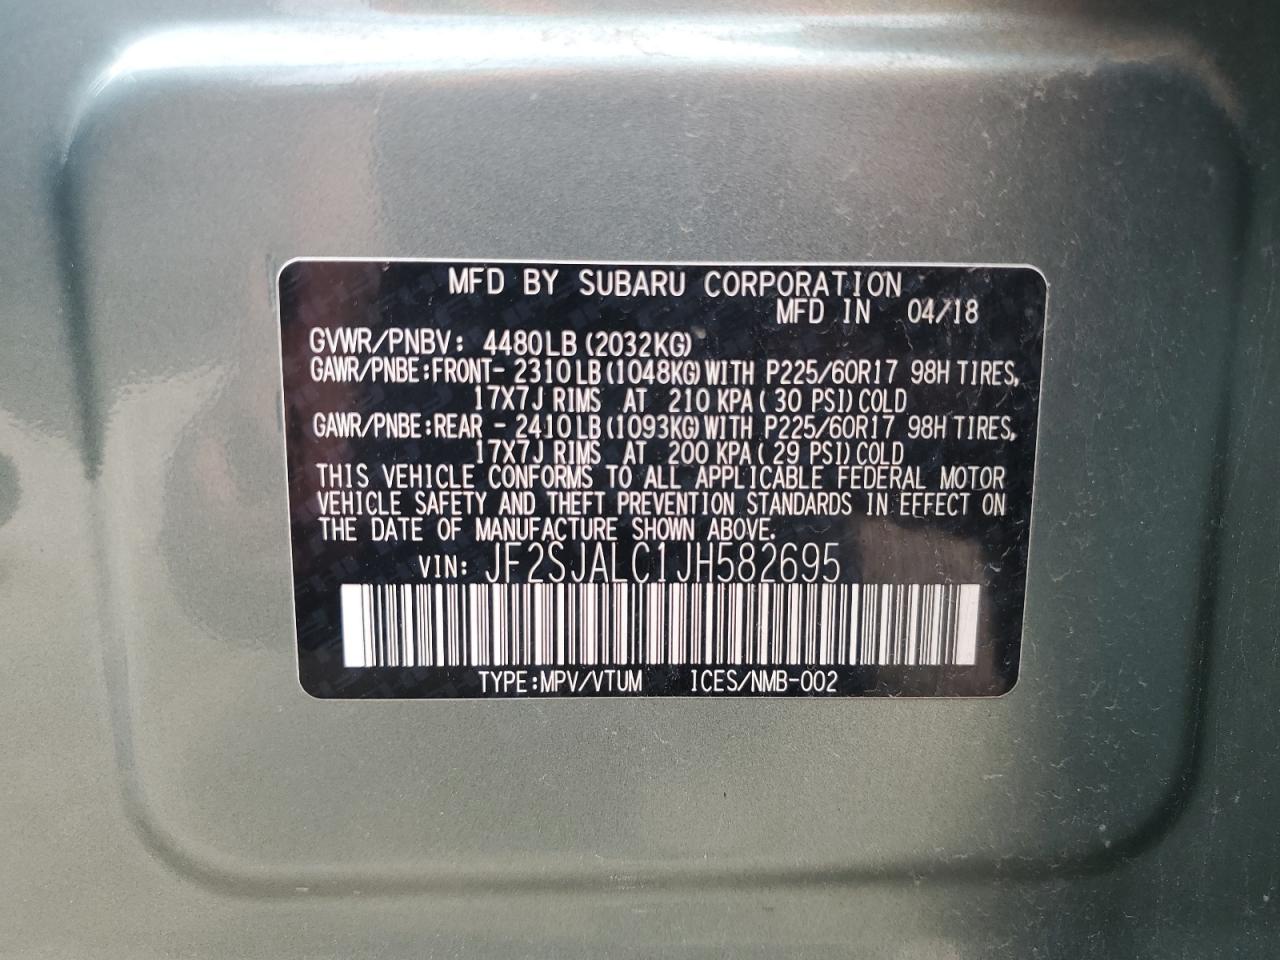 MFD BY SUBARU CORPORATION
MFD IN 04/18
GVWR/PNBV: 4480LB (2032KG)
GAWR/PNBE:FRONT- 2310LB(1048KG)WITH P225/60R17 98H TIRES,
17X7J RIMS AT 210 KPA( 30 PSI)COLD
GAWR/PNBE:REAR - 2410LB(1093KG)WITH P225/60R17 98H TIRES,
17X7J RIMS AT 200 KPA(29 PSI)COLD
THIS VEHICLE CONFORMS TO ALL APPLICABLE FEDERAL MOTOR
VEHICLE SAFETY AND THEFT PREVENTION STANDARDS IN EFFECT ON
THE DATE OF MANUFACTURE SHOWN ABOVE.
VIN: JF2SJALC1JH582695
TYPE:MPV/VTUM ICES/NMB-002